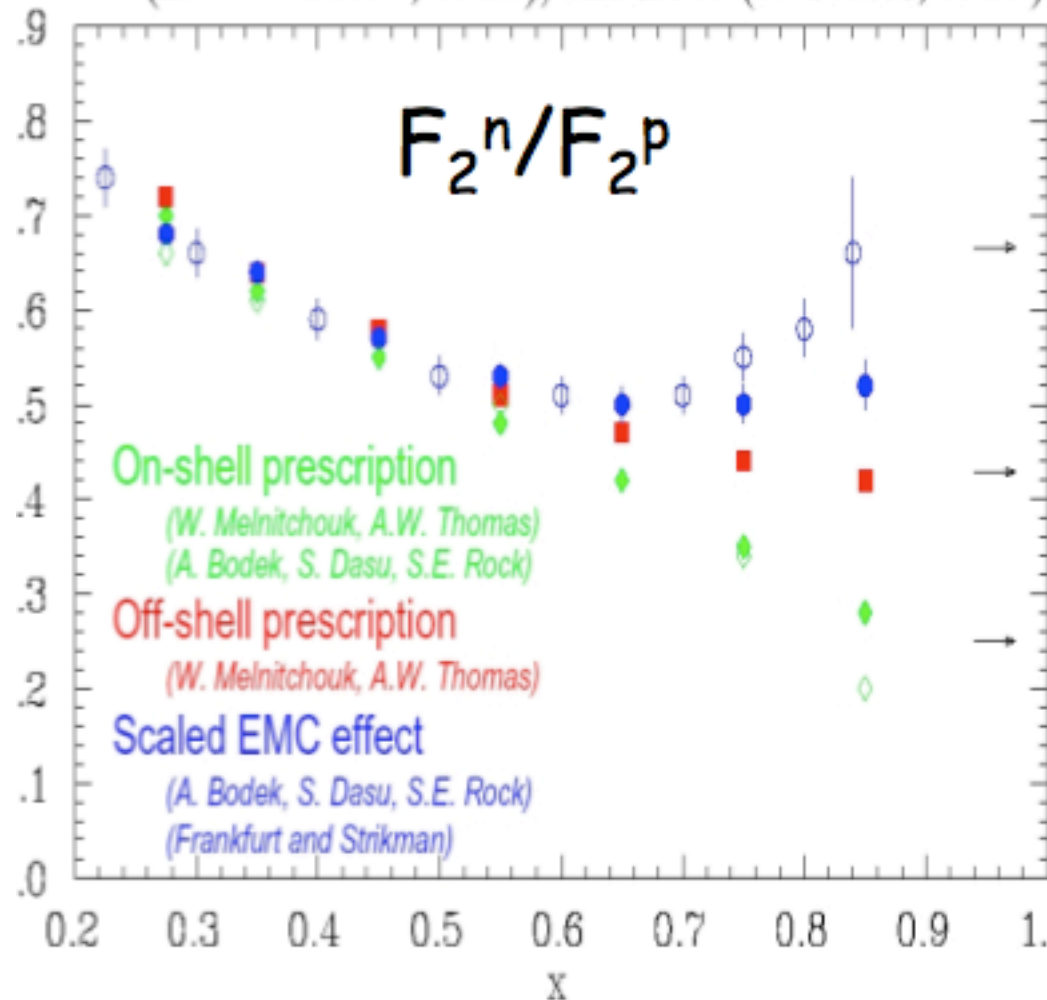 .9
.8
F₂ⁿ/F₂ᵖ
.7
.6
.5
On-shell prescription
.4
(W. Melnitchouk, A.W. Thomas)
(A. Bodek, S. Dasu, S.E. Rock)
.3
Off-shell prescription
(W. Melnitchouk, A.W. Thomas)
.2
Scaled EMC effect
.1
(A. Bodek, S. Dasu, S.E. Rock)
(Frankfurt and Strikman)
.0
0.2 0.3 0.4 0.5 0.6 0.7 0.8 0.9 1.
x